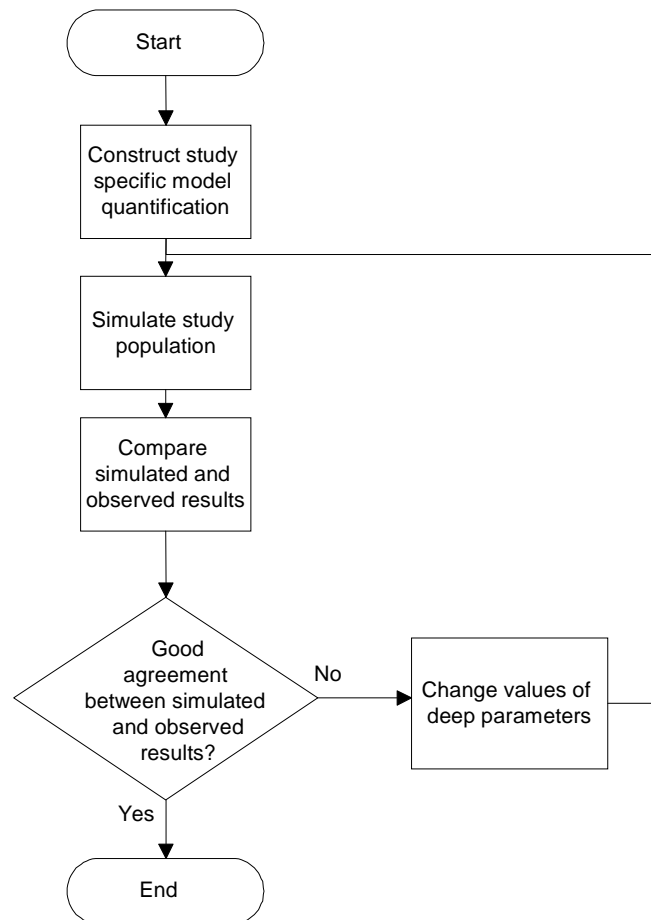 Start
Construct study
specific model
quantification
Simulate study
population
Compare
simulated and
observed results
Good
agreement
between simulated
and observed
results?
No
Change values of
deep parameters
Yes
End